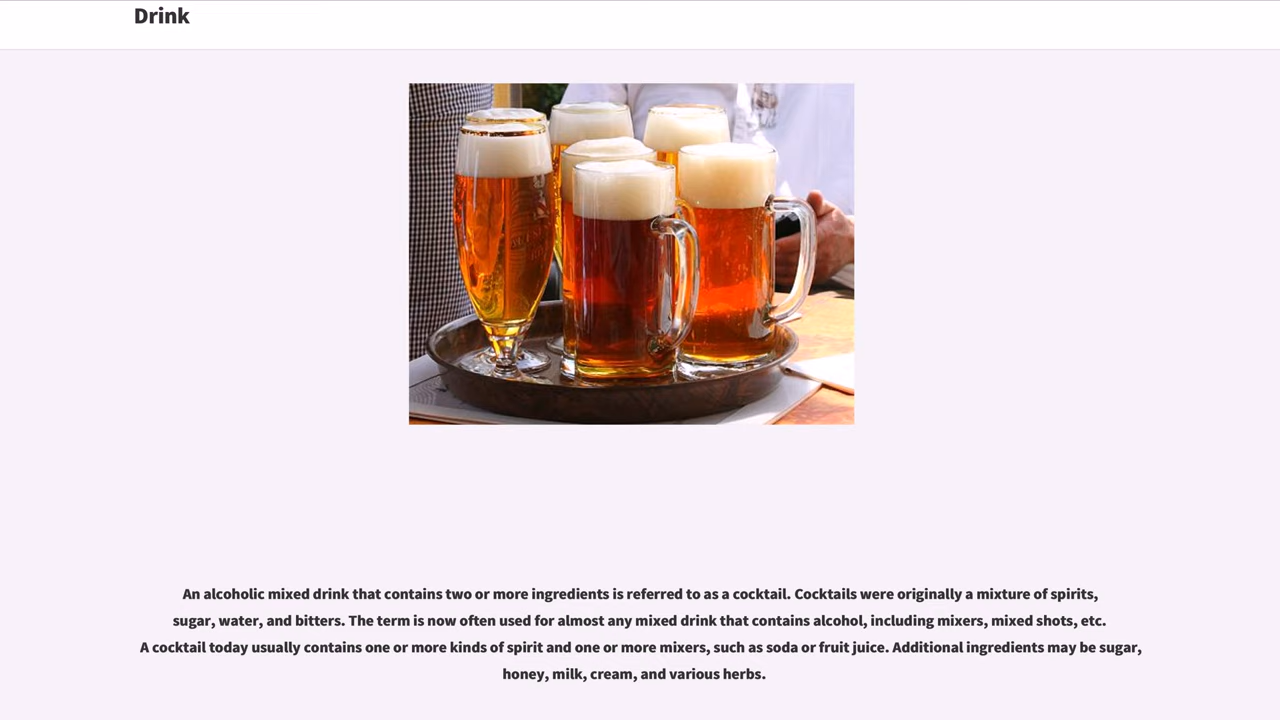 Drink
An alcoholic mixed drink that contains two or more ingredients is referred to as a cocktail. Cocktails were originally a mixture of spirits,
sugar, water, and bitters. The term is now often used for almost any mixed drink that contains alcohol, including mixers, mixed shots, etc.
A cocktail today usually contains one or more kinds of spirit and one or more mixers, such as soda or fruit juice. Additional ingredients may be sugar,
honey, milk, cream, and various herbs.